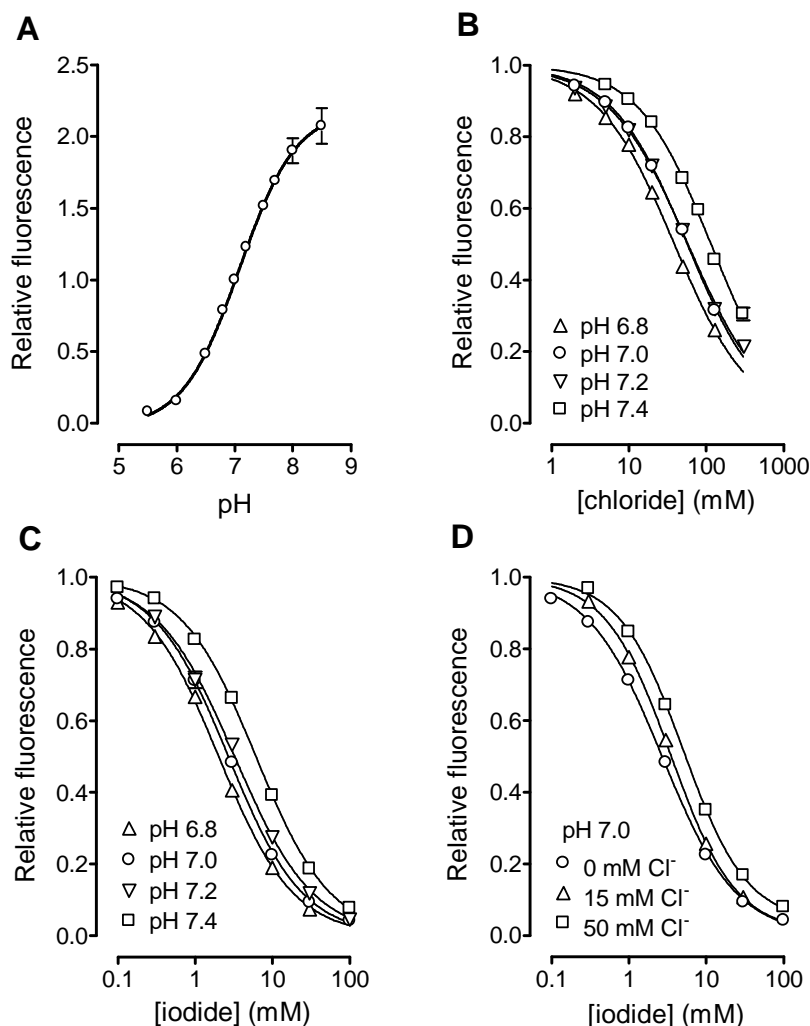 A
Relative fluorescence
2.5
2.0
1.5
1.0
0.5
0.0
5 6 7 8 9
pH
B
Relative fluorescence
1.0
0.8
0.6
0.4
0.2
0.0
pH 6.8
pH 7.0
pH 7.2
pH 7.4
1 10 100 1000
[chloride] (mM)
C
Relative fluorescence
1.0
0.8
0.6
0.4
0.2
0.0
pH 6.8
pH 7.0
pH 7.2
pH 7.4
0.1 1 10 100
[iodide] (mM)
D
Relative fluorescence
1.0
0.8
0.6
0.4
0.2
0.0
pH 7.0
0 mM Cl⁻
15 mM Cl⁻
50 mM Cl⁻
0.1 1 10 100
[iodide] (mM)